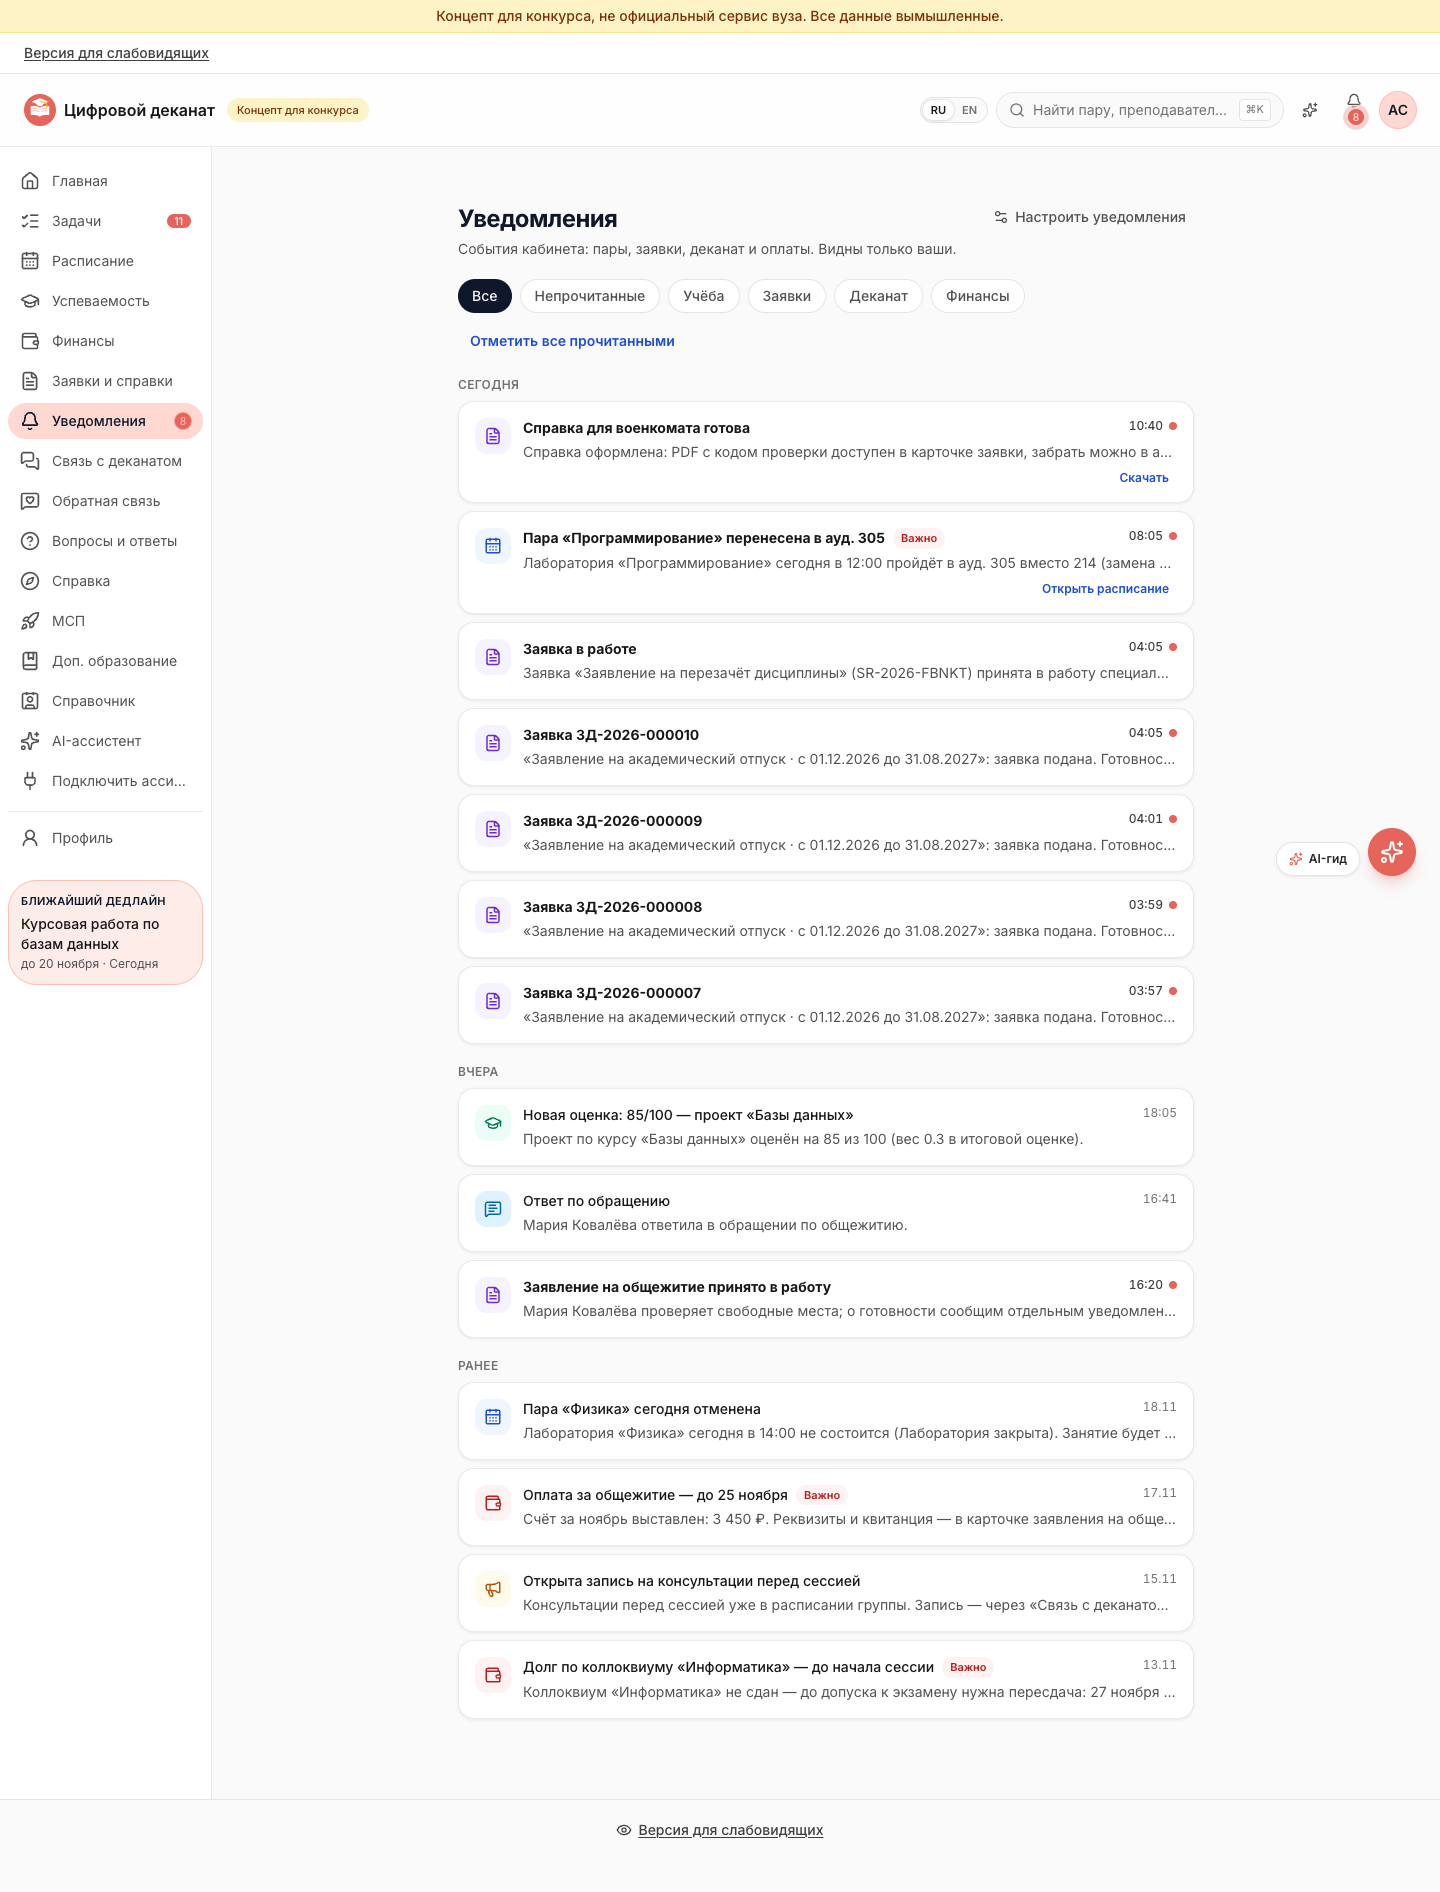 Концепт для конкурса, не официальный сервис вуза. Все данные вымышленные.
Версия для слабовидящих
Цифровой деканат
Концепт для конкурса
RU EN
Найти пару, преподавател...
⌘K
8
АС
Главная
Задачи 11
Расписание
Успеваемость
Финансы
Заявки и справки
Уведомления 8
Связь с деканатом
Обратная связь
Вопросы и ответы
Справка
МСП
Доп. образование
Справочник
AI-ассистент
Подключить асси...
Профиль
БЛИЖАЙШИЙ ДЕДЛАЙН
Курсовая работа по
базам данных
до 20 ноября · Сегодня
Уведомления
Настроить уведомления
События кабинета: пары, заявки, деканат и оплаты. Видны только ваши.
Все Непрочитанные Учёба Заявки Деканат Финансы
Отметить все прочитанными
СЕГОДНЯ
Справка для военкомата готова 10:40
Справка оформлена: PDF с кодом проверки доступен в карточке заявки, забрать можно в а...
Скачать
Пара «Программирование» перенесена в ауд. 305 Важно 08:05
Лаборатория «Программирование» сегодня в 12:00 пройдёт в ауд. 305 вместо 214 (замена ...
Открыть расписание
Заявка в работе 04:05
Заявка «Заявление на перезачёт дисциплины» (SR-2026-FBNKT) принята в работу специал...
Заявка ЗД-2026-000010 04:05
«Заявление на академический отпуск · с 01.12.2026 до 31.08.2027»: заявка подана. Готовнос...
Заявка ЗД-2026-000009 04:01
«Заявление на академический отпуск · с 01.12.2026 до 31.08.2027»: заявка подана. Готовнос...
Заявка ЗД-2026-000008 03:59
«Заявление на академический отпуск · с 01.12.2026 до 31.08.2027»: заявка подана. Готовнос...
Заявка ЗД-2026-000007 03:57
«Заявление на академический отпуск · с 01.12.2026 до 31.08.2027»: заявка подана. Готовнос...
ВЧЕРА
Новая оценка: 85/100 — проект «Базы данных» 18:05
Проект по курсу «Базы данных» оценён на 85 из 100 (вес 0.3 в итоговой оценке).
Ответ по обращению 16:41
Мария Ковалёва ответила в обращении по общежитию.
Заявление на общежитие принято в работу 16:20
Мария Ковалёва проверяет свободные места; о готовности сообщим отдельным уведомлен...
РАНЕЕ
Пара «Физика» сегодня отменена 18.11
Лаборатория «Физика» сегодня в 14:00 не состоится (Лаборатория закрыта). Занятие будет ...
Оплата за общежитие — до 25 ноября Важно 17.11
Счёт за ноябрь выставлен: 3 450 ₽. Реквизиты и квитанция — в карточке заявления на обще...
Открыта запись на консультации перед сессией 15.11
Консультации перед сессией уже в расписании группы. Запись — через «Связь с деканато...
Долг по коллоквиуму «Информатика» — до начала сессии Важно 13.11
Коллоквиум «Информатика» не сдан — до допуска к экзамену нужна пересдача: 27 ноября ...
AI-гид
Версия для слабовидящих